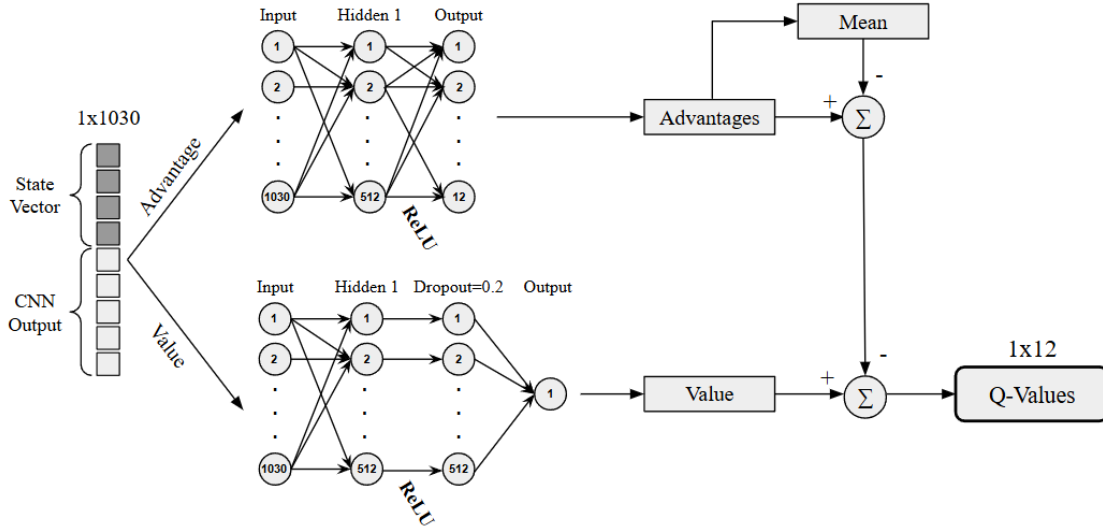 1x1030
State
Vector
CNN
Output
Advantage
Value
Input Hidden 1 Output
1 1 1
2 2 2
. . .
. . .
. . .
1030 512 12
ReLU
Input Hidden 1 Dropout=0.2 Output
1 1 1
2 2 2
1
. . .
. . .
. . .
1030 512 512
ReLU
Mean
-
Advantages + Σ
-
Value + Σ
1x12
Q-Values